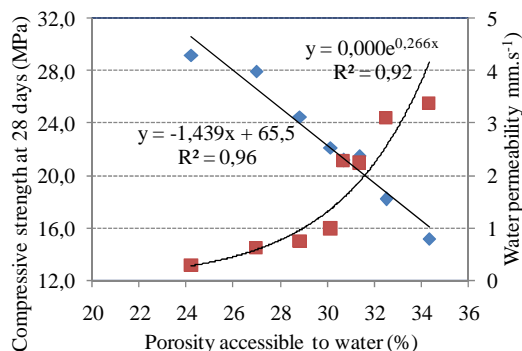 Compressive strength at 28 days (MPa)
32,0
28,0
24,0
20,0
16,0
12,0
y = 0,000e^0,266x
R² = 0,92
y = -1,439x + 65,5
R² = 0,96
5
4
3
2
1
0
Water permeability mm.s⁻¹
20 22 24 26 28 30 32 34 36
Porosity accessible to water (%)